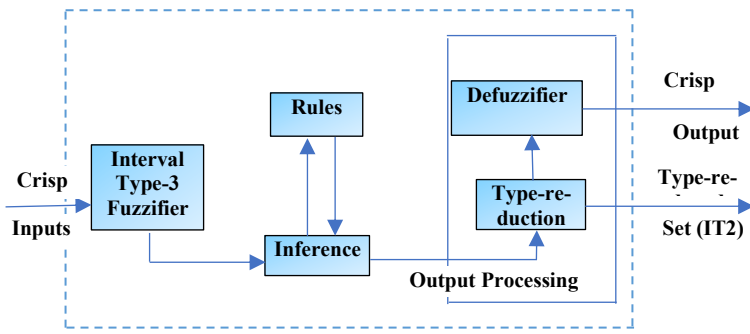 Crisp
Inputs
Interval
Type-3
Fuzzifier
Rules
Inference
Output Processing
Defuzzifier
Type-re-
duction
Crisp
Output
Type-re-
Set (IT2)